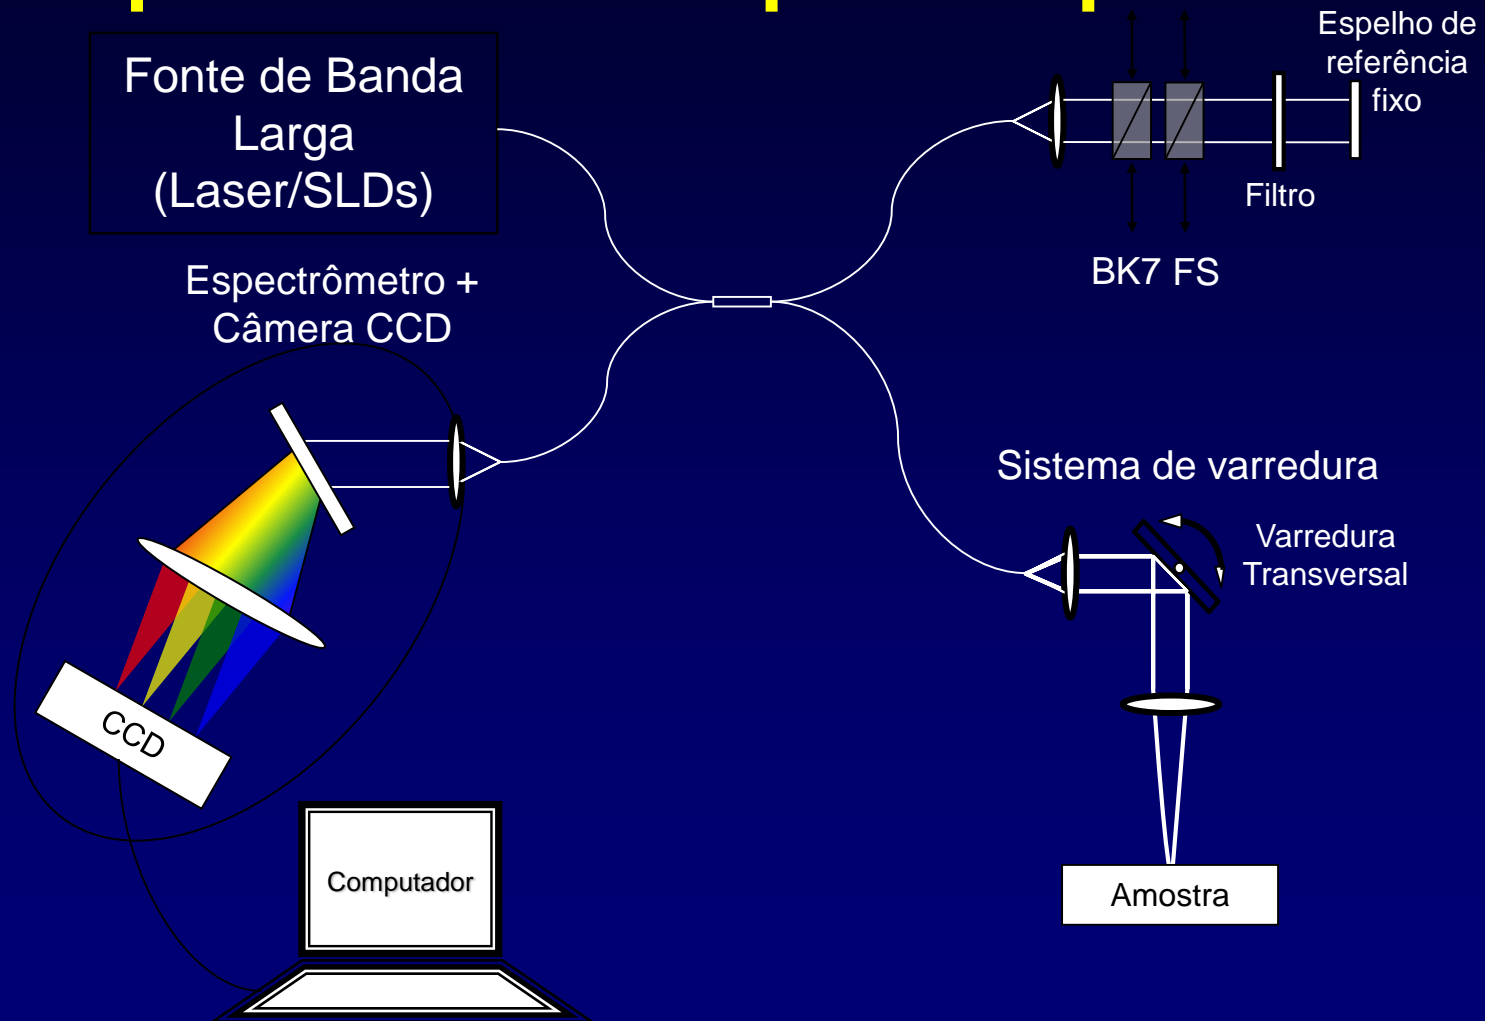 Fonte de Banda
Larga
(Laser/SLDs)
Espelho de
referência
fixo
Filtro
BK7 FS
Espectrômetro +
Câmera CCD
Sistema de varredura
Varredura
Transversal
CCD
Computador
Amostra